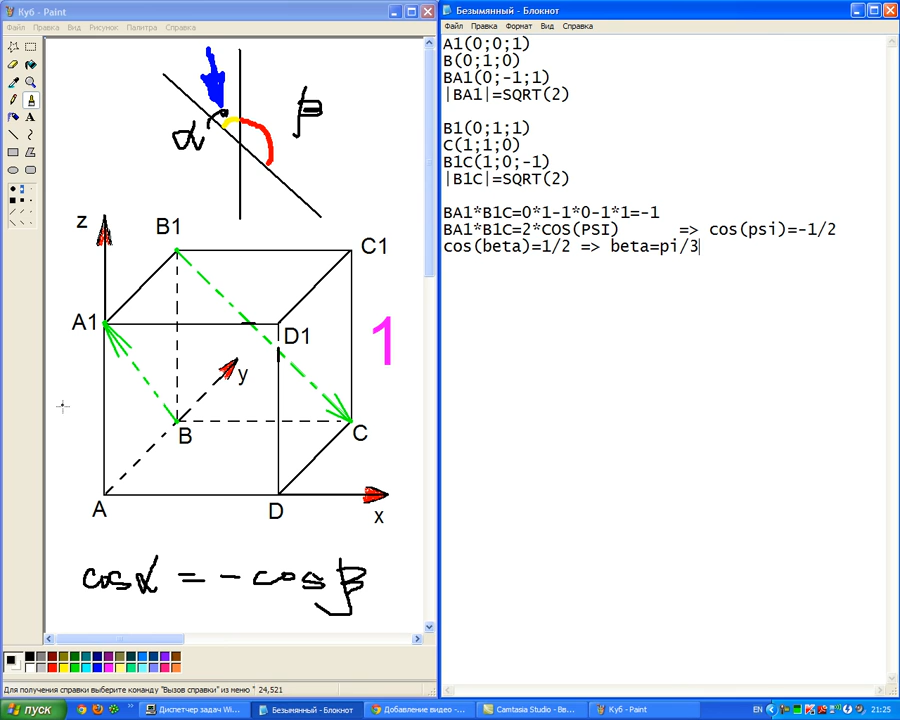 Куб - Paint
Файл Правка Вид Рисунок Палитра Справка
β
α
z
B1
C1
A1
D1
1
y
B
C
A
D
x
cosα = - cos β
Для получения справки выберите команду "Вызов справки" из меню "
24,521
Безымянный - Блокнот
Файл Правка Формат Вид Справка
A1(0;0;1)
B(0;1;0)
BA1(0;-1;1)
|BA1|=SQRT(2)
B1(0;1;1)
C(1;1;0)
B1C(1;0;-1)
|B1C|=SQRT(2)
BA1*B1C=0*1-1*0-1*1=-1
BA1*B1C=2*COS(PSI) => cos(psi)=-1/2
cos(beta)=1/2 => beta=pi/3
пуск
Диспетчер задач Wi...
Безымянный - Блокнот
Добавление видео - ...
Camtasia Studio - Вв...
Куб - Paint
EN
21:25